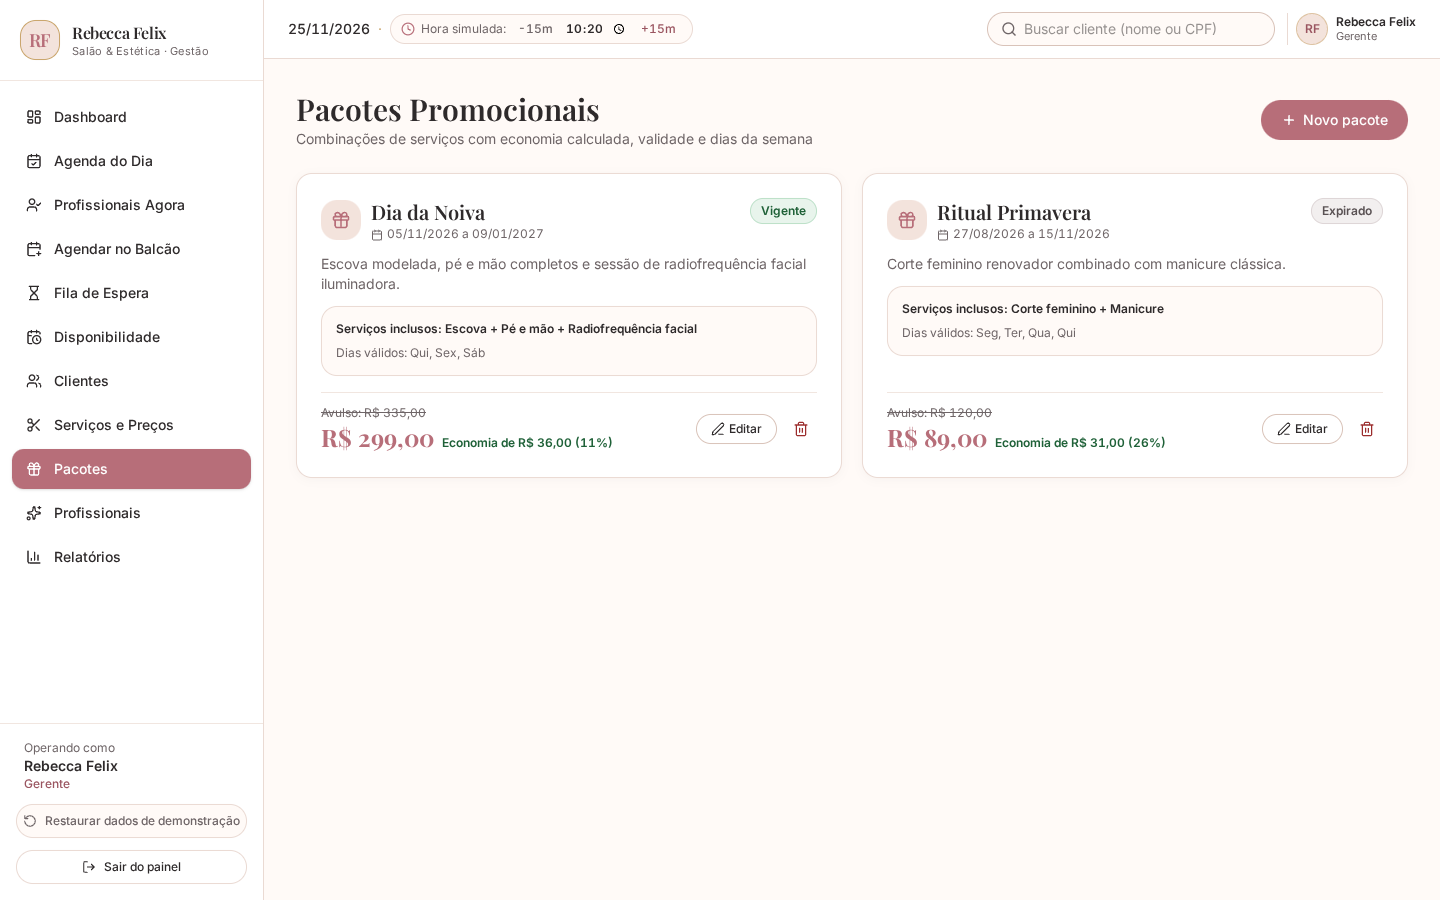 RF
Rebecca Felix
Salão & Estética · Gestão
Dashboard
Agenda do Dia
Profissionais Agora
Agendar no Balcão
Fila de Espera
Disponibilidade
Clientes
Serviços e Preços
Pacotes
Profissionais
Relatórios
Operando como
Rebecca Felix
Gerente
Restaurar dados de demonstração
Sair do painel
25/11/2026 · Hora simulada: -15m 10:20 +15m
Buscar cliente (nome ou CPF)
RF
Rebecca Felix
Gerente
Pacotes Promocionais
Combinações de serviços com economia calculada, validade e dias da semana
Novo pacote
Dia da Noiva
05/11/2026 a 09/01/2027
Vigente
Escova modelada, pé e mão completos e sessão de radiofrequência facial
iluminadora.
Serviços inclusos: Escova + Pé e mão + Radiofrequência facial
Dias válidos: Qui, Sex, Sáb
Avulso: R$ 335,00
R$ 299,00 Economia de R$ 36,00 (11%)
Editar
Ritual Primavera
27/08/2026 a 15/11/2026
Expirado
Corte feminino renovador combinado com manicure clássica.
Serviços inclusos: Corte feminino + Manicure
Dias válidos: Seg, Ter, Qua, Qui
Avulso: R$ 120,00
R$ 89,00 Economia de R$ 31,00 (26%)
Editar